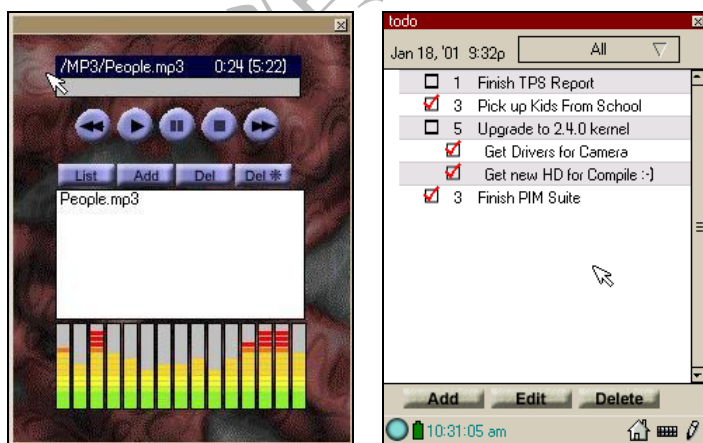 /MP3/People.mp3 0:24 (5:22)
List Add Del Del ✳
People.mp3
todo
Jan 18, '01 9:32p All
1 Finish TPS Report
3 Pick up Kids From School
5 Upgrade to 2.4.0 kernel
Get Drivers for Camera
Get new HD for Compile :-)
3 Finish PIM Suite
Add Edit Delete
10:31:05 am